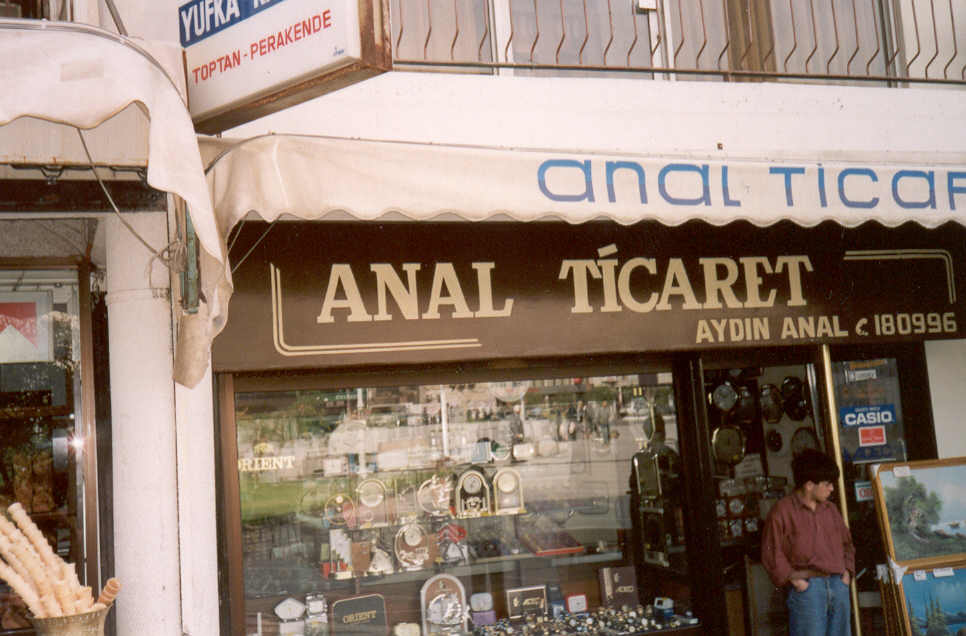 YUFKA
TOPTAN - PERAKENDE
anal ticar
ANAL TİCARET
AYDIN ANAL 180996
ORIENT
CASIO
ORIENT